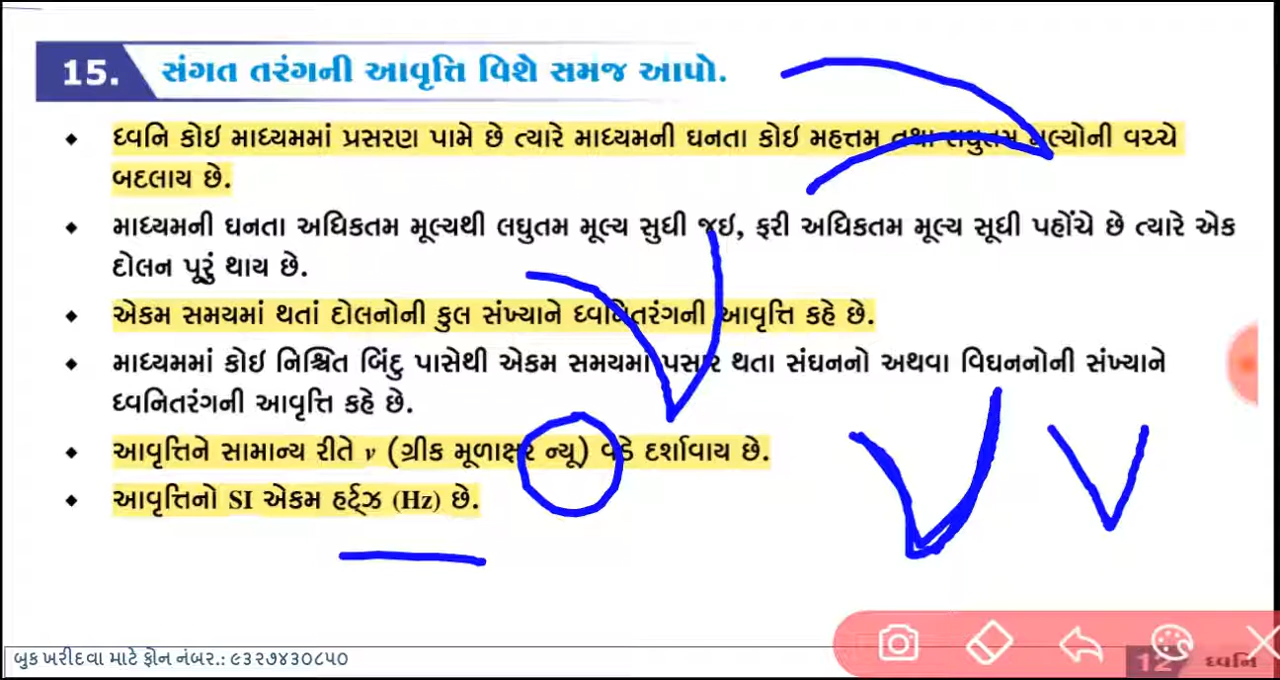 15. સંગત તરંગની આવૃત્તિ વિશે સમજ આપો.
ધ્વનિ કોઇ માધ્યમમાં પ્રસરણ પામે છે ત્યારે માધ્યમની ઘનતા કોઇ મહત્તમ તથા લઘુતમ મૂલ્યોની વચ્ચે
બદલાય છે.
માધ્યમની ઘનતા અધિકતમ મૂલ્યથી લઘુતમ મૂલ્ય સુધી જઇ, ફરી અધિકતમ મૂલ્ય સૂધી પહોંચે છે ત્યારે એક
દોલન પૂરું થાય છે.
એકમ સમયમાં થતાં દોલનોની કુલ સંખ્યાને ધ્વનિતરંગની આવૃત્તિ કહે છે.
માધ્યમમાં કોઇ નિશ્ચિત બિંદુ પાસેથી એકમ સમયમાં પસાર થતા સંઘનનો અથવા વિઘનનોની સંખ્યાને
ધ્વનિતરંગની આવૃત્તિ કહે છે.
આવૃત્તિને સામાન્ય રીતે ν (ગ્રીક મૂળાક્ષર ન્યૂ) વડે દર્શાવાય છે.
આવૃત્તિનો SI એકમ હર્ટ્ઝ (Hz) છે.
બુક ખરીદવા માટે ફોન નંબર.: ૯૩૨૭૪૩૦૮૫૦
12 ધ્વનિ